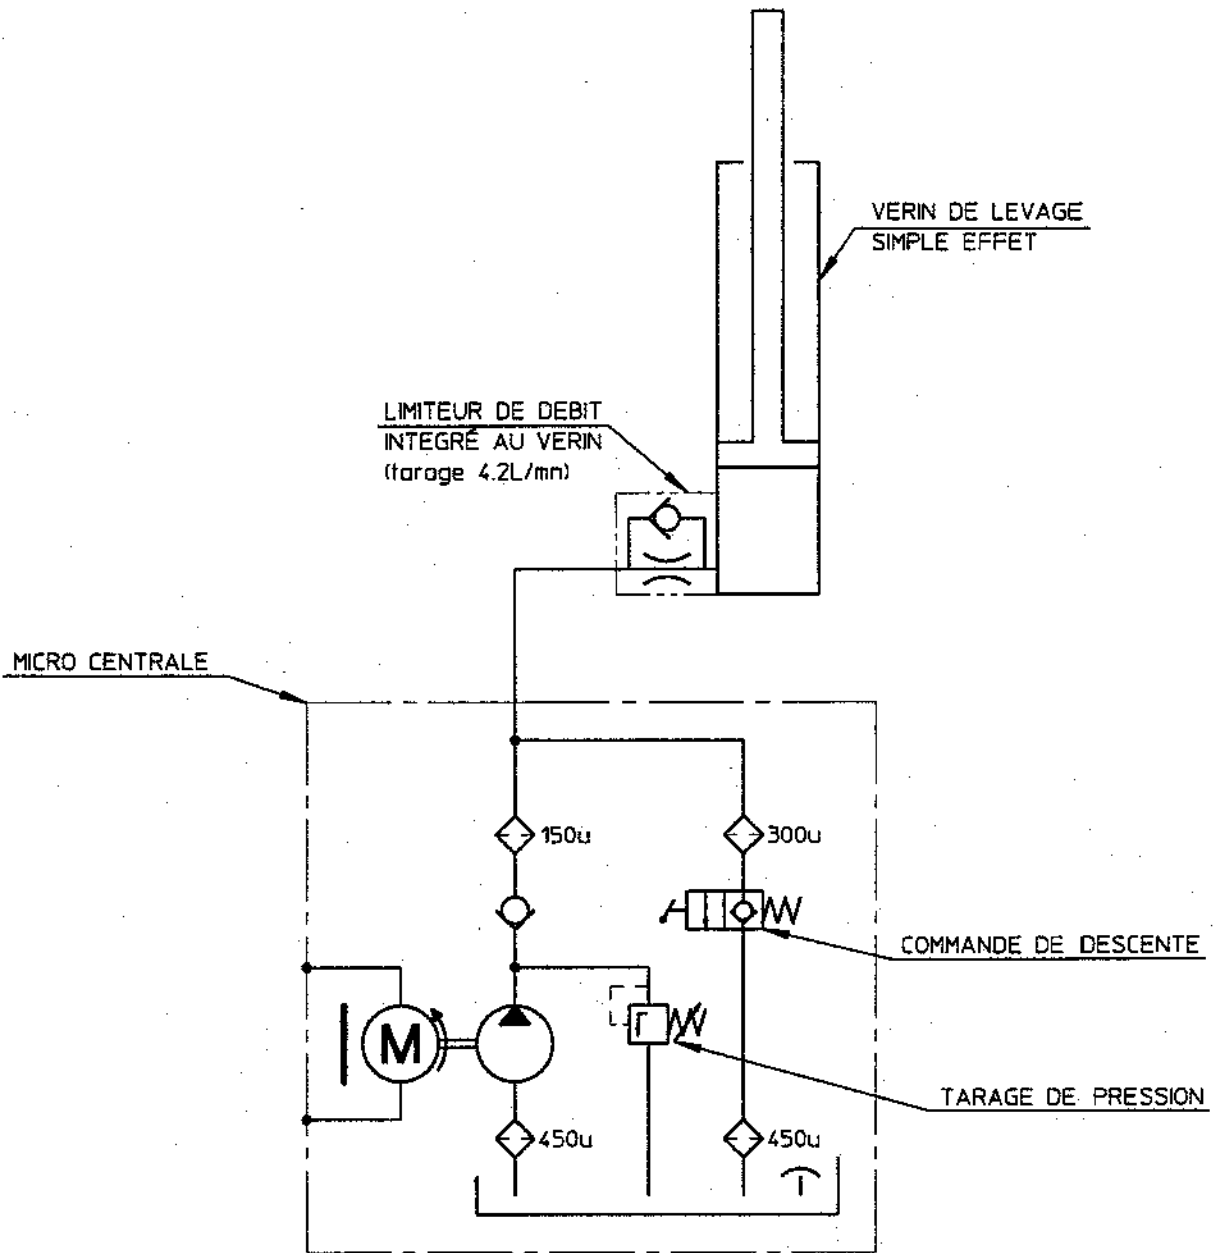 VERIN DE LEVAGE
SIMPLE EFFET
LIMITEUR DE DEBIT
INTEGRÉ AU VERIN
(tarage 4.2L/mn)
MICRO CENTRALE
150u
300u
COMMANDE DE DESCENTE
M
TARAGE DE PRESSION
450u
450u